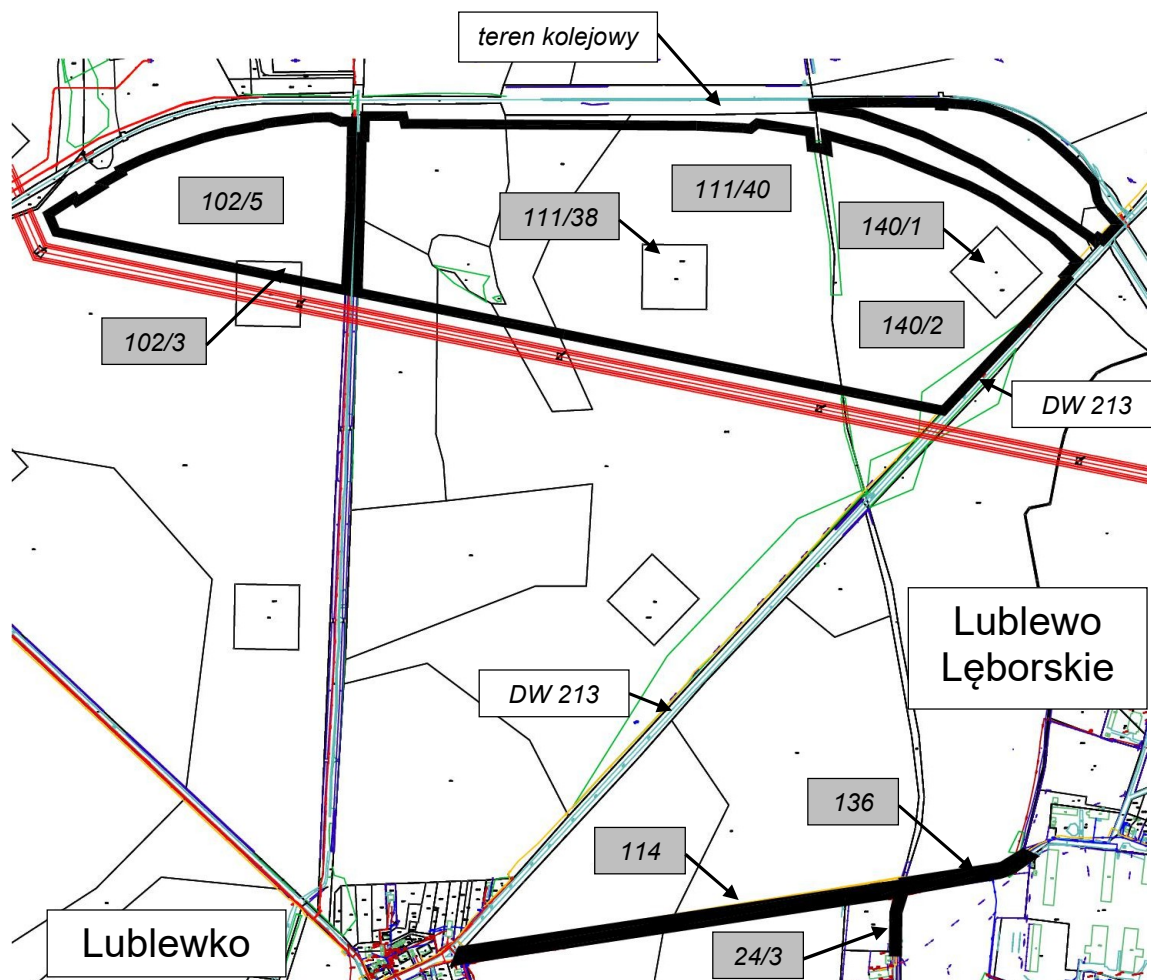 teren kolejowy
102/5
111/40
111/38
140/1
140/2
102/3
DW 213
Lublewo
Lęborskie
DW 213
136
114
Lublewko
24/3